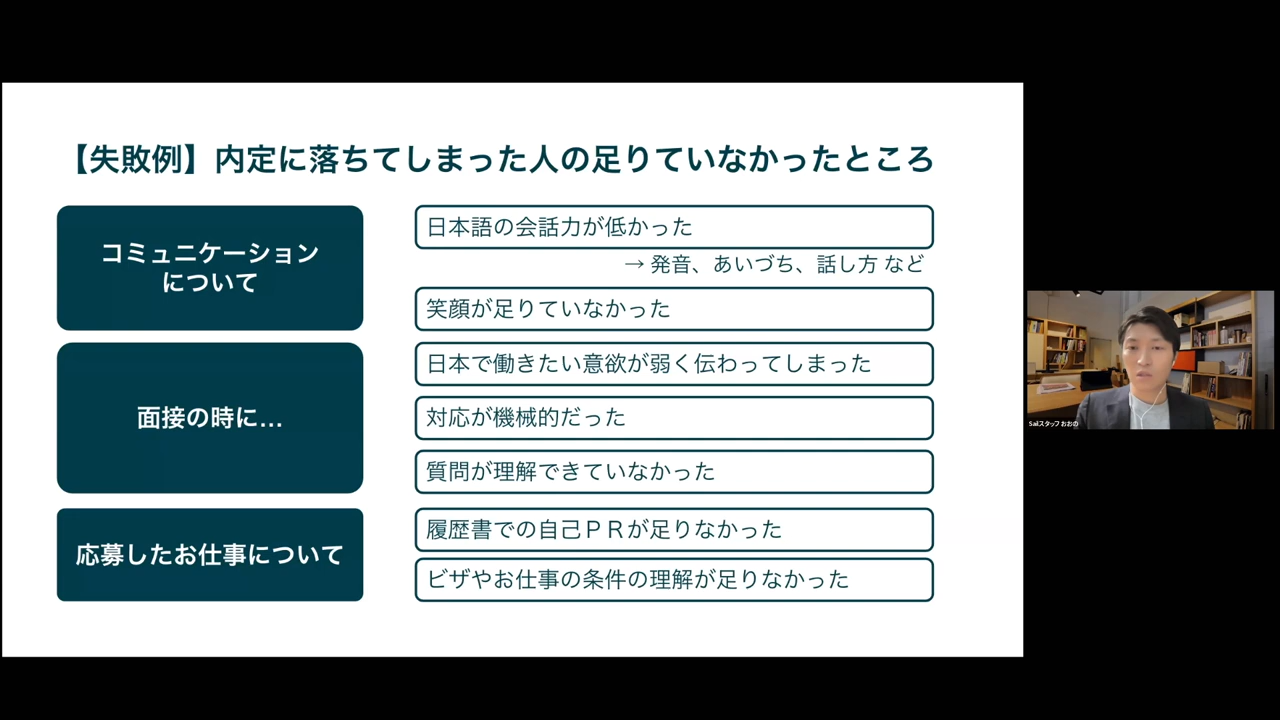 【失敗例】内定に落ちてしまった人の足りていなかったところ
コミュニケーション
について
日本語の会話力が低かった
→ 発音、あいづち、話し方 など
笑顔が足りていなかった
面接の時に…
日本で働きたい意欲が弱く伝わってしまった
対応が機械的だった
質問が理解できていなかった
応募したお仕事について
履歴書での自己ＰＲが足りなかった
ビザやお仕事の条件の理解が足りなかった
スタッフ おおの